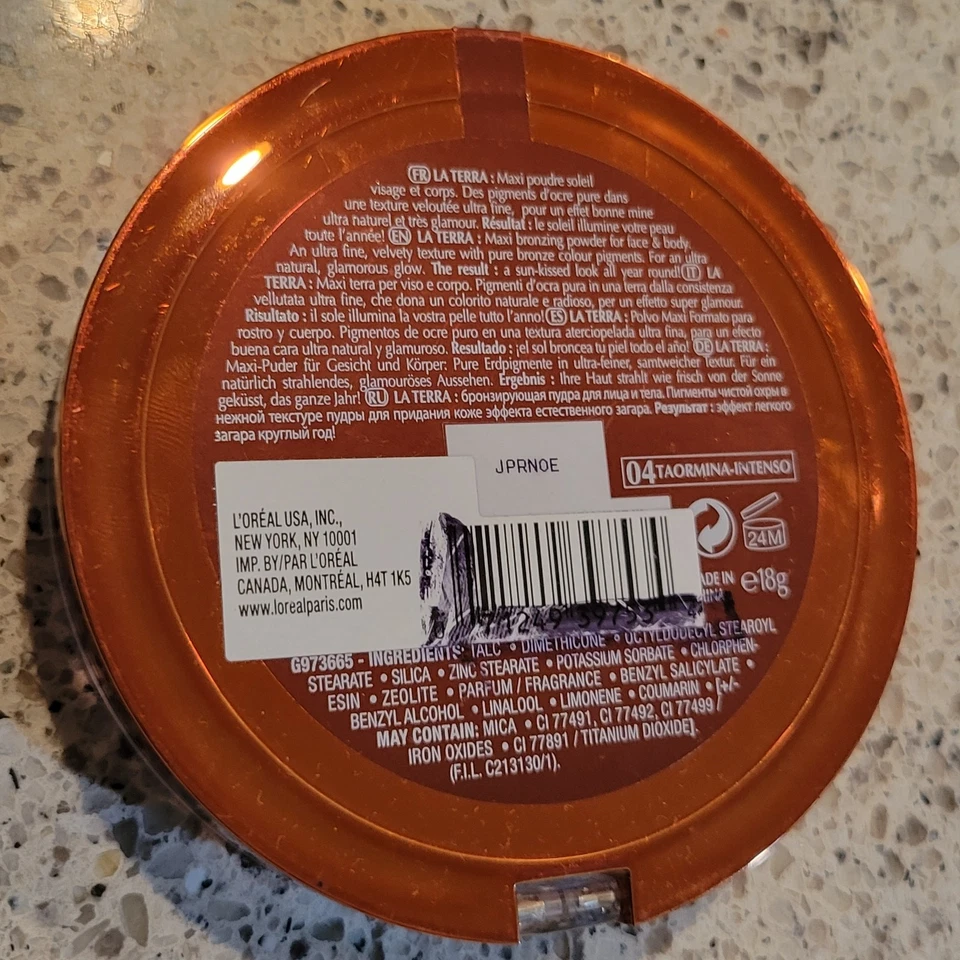 FR LA TERRA : Maxi poudre soleil
visage et corps. Des pigments d'ocre pure dans
une texture veloutée ultra fine, pour un effet bonne mine
ultra naturel et très glamour. Résultat : le soleil illumine votre peau
toute l'année! EN LA TERRA : Maxi bronzing powder for face & body.
An ultra fine, velvety texture with pure bronze colour pigments. For an ultra
natural, glamorous glow. The result : a sun-kissed look all year round! IT LA
TERRA : Maxi terra per viso e corpo. Pigmenti d'ocra pura in una terra dalla consistenza
vellutata ultra fine, che dona un colorito naturale e radioso, per un effetto super glamour.
Risultato : il sole illumina la vostra pelle tutto l'anno! ES LA TERRA : Polvo Maxi Formato para
rostro y cuerpo. Pigmentos de ocre puro en una textura aterciopelada ultra fina, para un efecto
buena cara ultra natural y glamuroso. Resultado : ¡el sol broncea tu piel todo el año! DE LA TERRA :
Maxi-Puder für Gesicht und Körper: Pure Erdpigmente in ultra-feiner, samtweicher Textur. Für ein
natürlich strahlendes, glamouröses Aussehen. Ergebnis : Ihre Haut strahlt wie frisch von der Sonne
geküsst, das ganze Jahr! RU LA TERRA : бронзирующая пудра для лица и тела. Пигменты чистой охры в
нежной текстуре пудры для придания коже эффекта естественного загара. Результат : эффект легкого
загара круглый год!
JPRN0E
04 TAORMINA-INTENSO
L'ORÉAL USA, INC.,
NEW YORK, NY 10001
IMP. BY/PAR L'ORÉAL
CANADA, MONTRÉAL, H4T 1K5
www.lorealparis.com
24M
IN
e18g
G973665 - INGREDIENTS: TALC • DIMETHICONE • OCTYLDODECYL STEAROYL
STEARATE • SILICA • ZINC STEARATE • POTASSIUM SORBATE • CHLORPHEN-
ESIN • ZEOLITE • PARFUM / FRAGRANCE • BENZYL SALICYLATE •
BENZYL ALCOHOL • LINALOOL • LIMONENE • COUMARIN • [+/-
MAY CONTAIN: MICA • CI 77491, CI 77492, CI 77499 /
IRON OXIDES • CI 77891 / TITANIUM DIOXIDE].
(F.I.L. C213130/1).